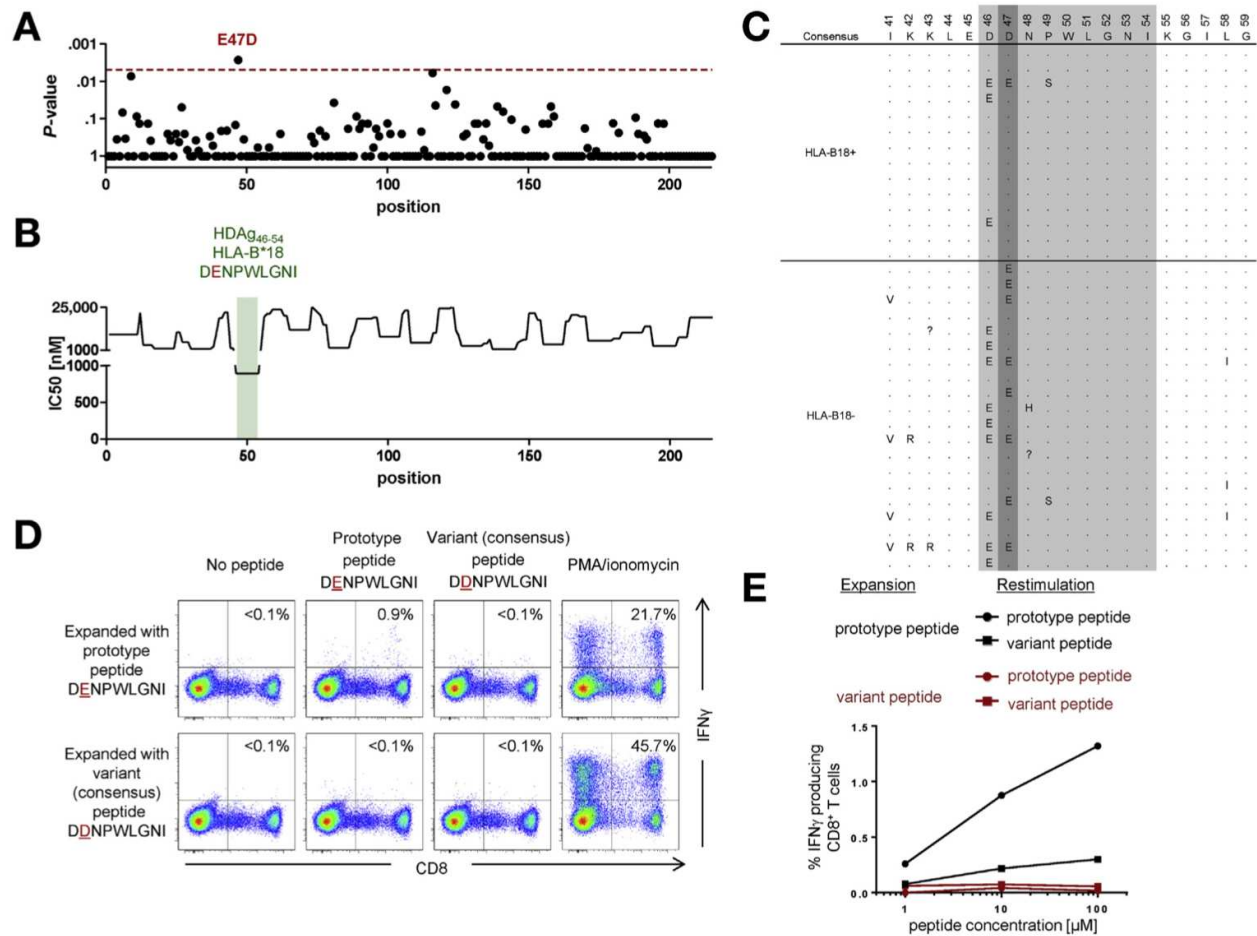 A
E47D
.001
.01
.1
1
P-value
0 50 100 150 200
position
B
HDAg46-54
HLA-B*18
DENPWLGNI
25,000
1000
1000
500
0
IC50 [nM]
0 50 100 150 200
position
C
41 42 43 44 45 46 47 48 49 50 51 52 53 54 55 56 57 58 59
Consensus I K K L E D D N P W L G N I K G I L G
E E S
E
HLA-B18+
E
E
E
V E
? E
E
E E I
E
HLA-B18-
E H
E
V R E E
?
I
E S
V E I
V R R E E
E
D
No peptide
Prototype
peptide
DENPWLGNI
Variant (consensus)
peptide
DDNPWLGNI
PMA/ionomycin
Expanded with
prototype
peptide
DENPWLGNI
<0.1% 0.9% <0.1% 21.7%
Expanded with
variant
(consensus)
peptide
DDNPWLGNI
<0.1% <0.1% <0.1% 45.7%
IFNγ
CD8
E
Expansion Restimulation
prototype peptide
prototype peptide
variant peptide
variant peptide
prototype peptide
variant peptide
1.5
1.0
0.5
0.0
% IFNγ producing
CD8+ T cells
1 10 100
peptide concentration [µM]